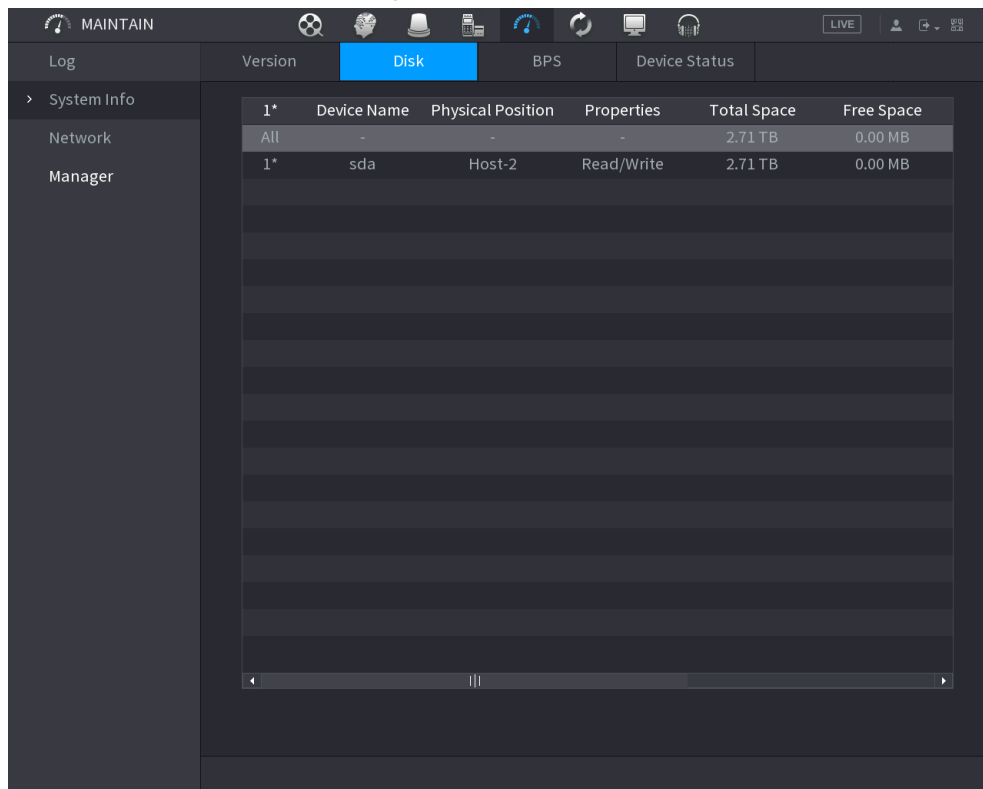 MAINTAIN LIVE
Log Version Disk BPS Device Status
System Info
Network
Manager
1* Device Name Physical Position Properties Total Space Free Space
All - - - 2.71 TB 0.00 MB
1* sda Host-2 Read/Write 2.71 TB 0.00 MB